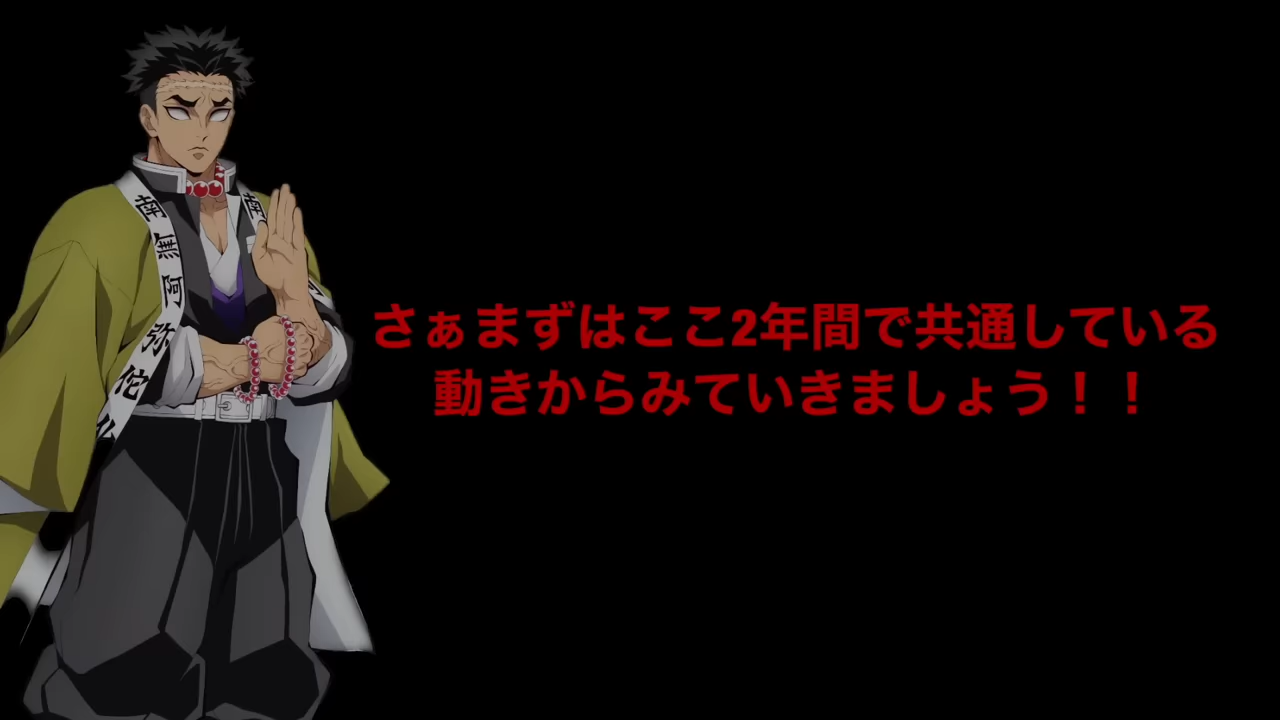 さぁまずはここ2年間で共通している
動きからみていきましょう！！
無
阿
弥
陀